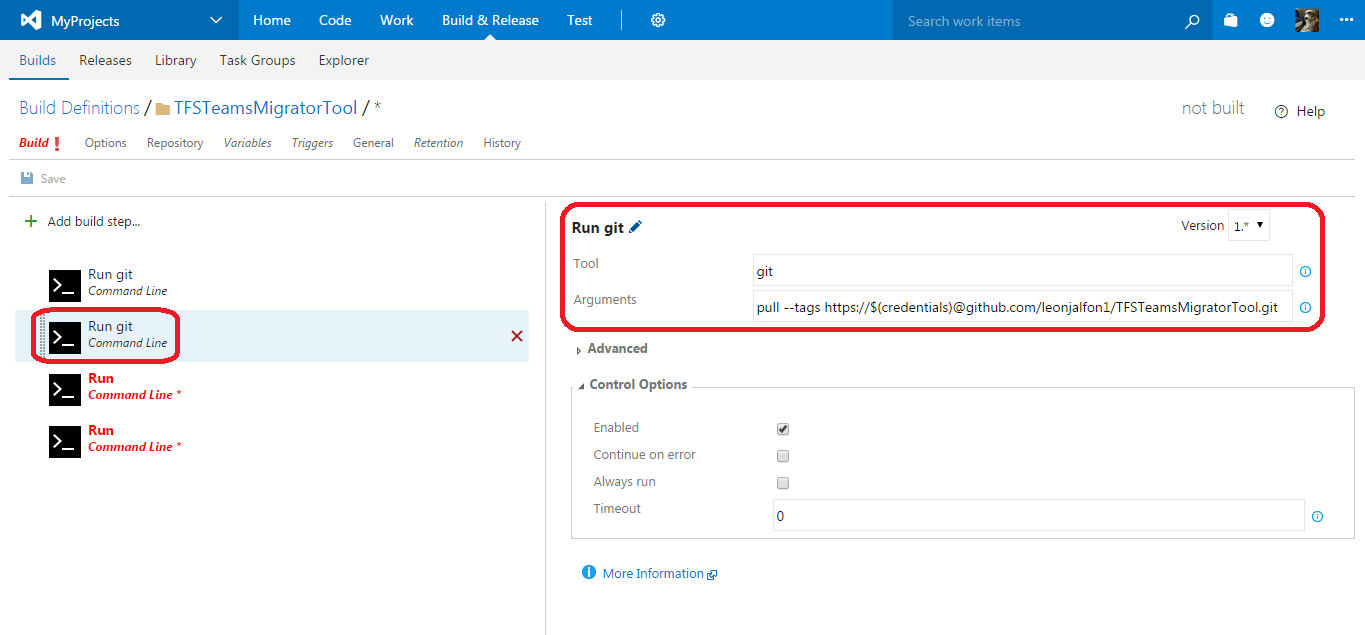 MyProjects Home Code Work Build & Release Test Search work items
Builds Releases Library Task Groups Explorer
Build Definitions / TFSTeamsMigratorTool / * not built Help
Build Options Repository Variables Triggers General Retention History
Save
Add build step...
Run git
Command Line
Run git
Command Line
Run
Command Line *
Run
Command Line *
Run git Version 1.*
Tool git
Arguments pull --tags https://$(credentials)@github.com/leonjalfon1/TFSTeamsMigratorTool.git
Advanced
Control Options
Enabled
Continue on error
Always run
Timeout 0
More Information